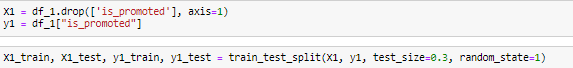 X1 = df_1.drop(['is_promoted'], axis=1)
y1 = df_1["is_promoted"]
X1_train, X1_test, y1_train, y1_test = train_test_split(X1, y1, test_size=0.3, random_state=1)